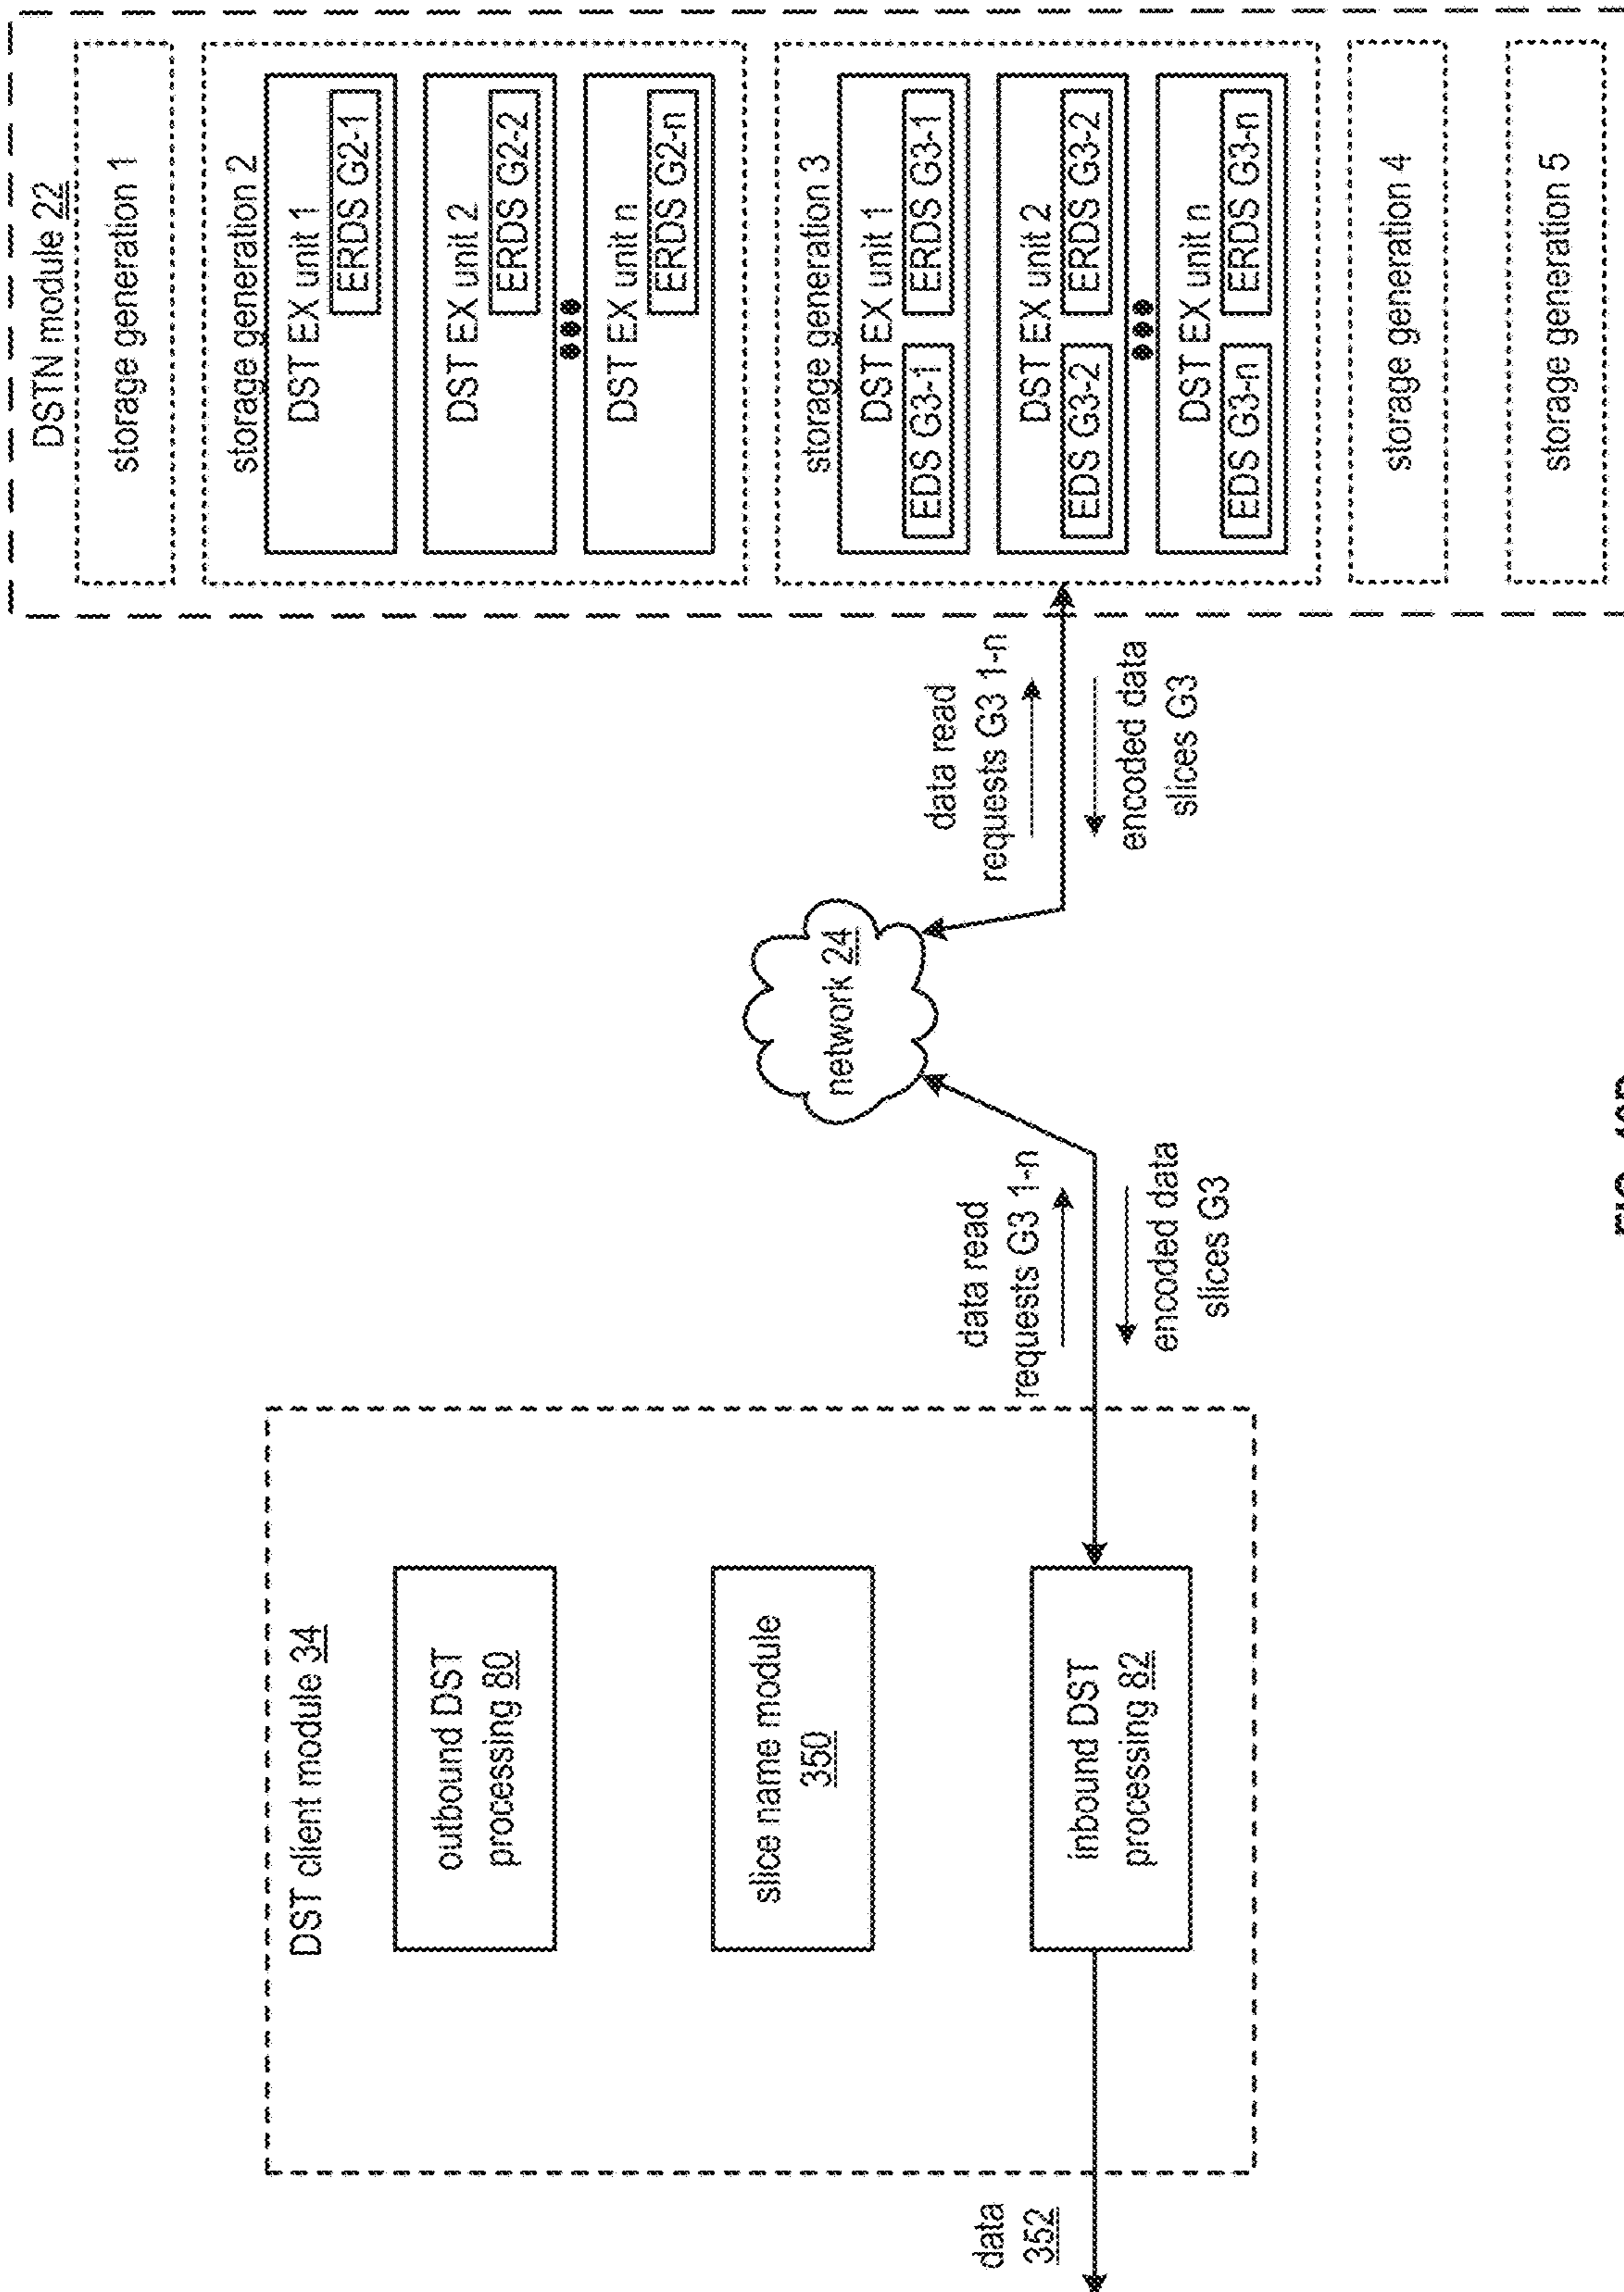 DST client module 34
outbound DST
processing 80
slice name module
350
inbound DST
processing 82
data
352
data read
requests G3 1-n
encoded data
slices G3
network 24
data read
requests G3 1-n
encoded data
slices G3
DSTN module 22
storage generation 1
storage generation 2
DST EX unit 1
ERDS G2-1
DST EX unit 2
ERDS G2-2
DST EX unit n
ERDS G2-n
storage generation 3
DST EX unit 1
EDS G3-1
ERDS G3-1
DST EX unit 2
EDS G3-2
ERDS G3-2
DST EX unit n
EDS G3-n
ERDS G3-n
storage generation 4
storage generation 5